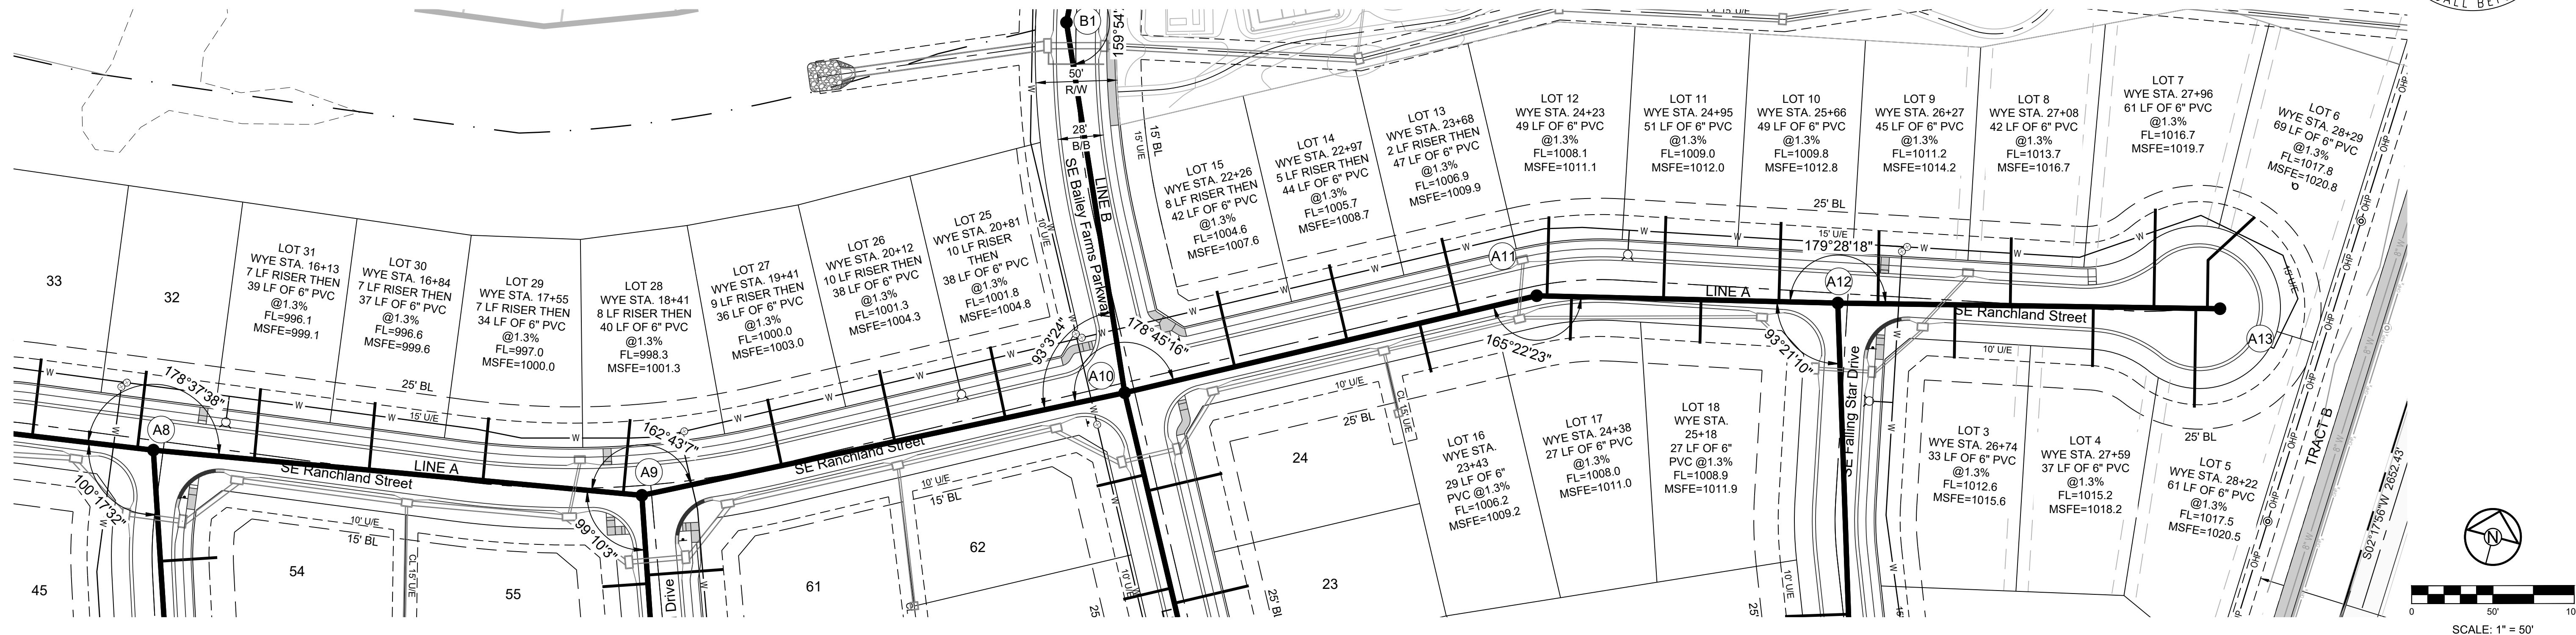 CALL BEF
CL 15' U/E
B1
159°54'
50'
R/W
28'
B/B
LINE B
SE Bailey Farms Parkway
15' BL
15' U/E
10' U/E
33
32
LOT 31
WYE STA. 16+13
7 LF RISER THEN
39 LF OF 6" PVC
@1.3%
FL=996.1
MSFE=999.1
LOT 30
WYE STA. 16+84
7 LF RISER THEN
37 LF OF 6" PVC
@1.3%
FL=996.6
MSFE=999.6
LOT 29
WYE STA. 17+55
7 LF RISER THEN
34 LF OF 6" PVC
@1.3%
FL=997.0
MSFE=1000.0
LOT 28
WYE STA. 18+41
8 LF RISER THEN
40 LF OF 6" PVC
@1.3%
FL=998.3
MSFE=1001.3
LOT 27
WYE STA. 19+41
9 LF RISER THEN
36 LF OF 6" PVC
@1.3%
FL=1000.0
MSFE=1003.0
LOT 26
WYE STA. 20+12
10 LF RISER THEN
38 LF OF 6" PVC
@1.3%
FL=1001.3
MSFE=1004.3
LOT 25
WYE STA. 20+81
10 LF RISER
THEN
38 LF OF 6" PVC
@1.3%
FL=1001.8
MSFE=1004.8
LOT 15
WYE STA. 22+26
8 LF RISER THEN
42 LF OF 6" PVC
@1.3%
FL=1004.6
MSFE=1007.6
LOT 14
WYE STA. 22+97
5 LF RISER THEN
44 LF OF 6" PVC
@1.3%
FL=1005.7
MSFE=1008.7
LOT 13
WYE STA. 23+68
2 LF RISER THEN
47 LF OF 6" PVC
@1.3%
FL=1006.9
MSFE=1009.9
LOT 12
WYE STA. 24+23
49 LF OF 6" PVC
@1.3%
FL=1008.1
MSFE=1011.1
LOT 11
WYE STA. 24+95
51 LF OF 6" PVC
@1.3%
FL=1009.0
MSFE=1012.0
LOT 10
WYE STA. 25+66
49 LF OF 6" PVC
@1.3%
FL=1009.8
MSFE=1012.8
LOT 9
WYE STA. 26+27
45 LF OF 6" PVC
@1.3%
FL=1011.2
MSFE=1014.2
LOT 8
WYE STA. 27+08
42 LF OF 6" PVC
@1.3%
FL=1013.7
MSFE=1016.7
LOT 7
WYE STA. 27+96
61 LF OF 6" PVC
@1.3%
FL=1016.7
MSFE=1019.7
LOT 6
WYE STA. 28+29
69 LF OF 6" PVC
@1.3%
FL=1017.8
MSFE=1020.8
25' BL
15' U/E
25' BL
15' U/E
15' U/E
178°37'38"
A8
100°17'32"
LINE A
SE Ranchland Street
162°43'7"
A9
99°10'3"
SE Ranchland Street
93°3'24"
A10
178°45'16"
A11
165°22'23"
LINE A
179°28'18"
A12
93°21'10"
SE Ranchland Street
A13
SE Falling Star Drive
Drive
10' U/E
15' BL
CL 15' U/E
10' U/E
15' BL
10' U/E
25'
45
54
55
61
62
24
23
10' U/E
25' BL
CL 15' U/E
25' BL
LOT 16
WYE STA.
23+43
29 LF OF 6"
PVC @1.3%
FL=1006.2
MSFE=1009.2
LOT 17
WYE STA. 24+38
27 LF OF 6" PVC
@1.3%
FL=1008.0
MSFE=1011.0
LOT 18
WYE STA.
25+18
27 LF OF 6"
PVC @1.3%
FL=1008.9
MSFE=1011.9
10' U/E
25'
10' U/E
LOT 3
WYE STA. 26+74
33 LF OF 6" PVC
@1.3%
FL=1012.6
MSFE=1015.6
LOT 4
WYE STA. 27+59
37 LF OF 6" PVC
@1.3%
FL=1015.2
MSFE=1018.2
25' BL
LOT 5
WYE STA. 28+22
61 LF OF 6" PVC
@1.3%
FL=1017.5
MSFE=1020.5
TRACT B
OHP
8" W
S02°17'56"W 2652.43'
N
0 50' 10
SCALE: 1" = 50'